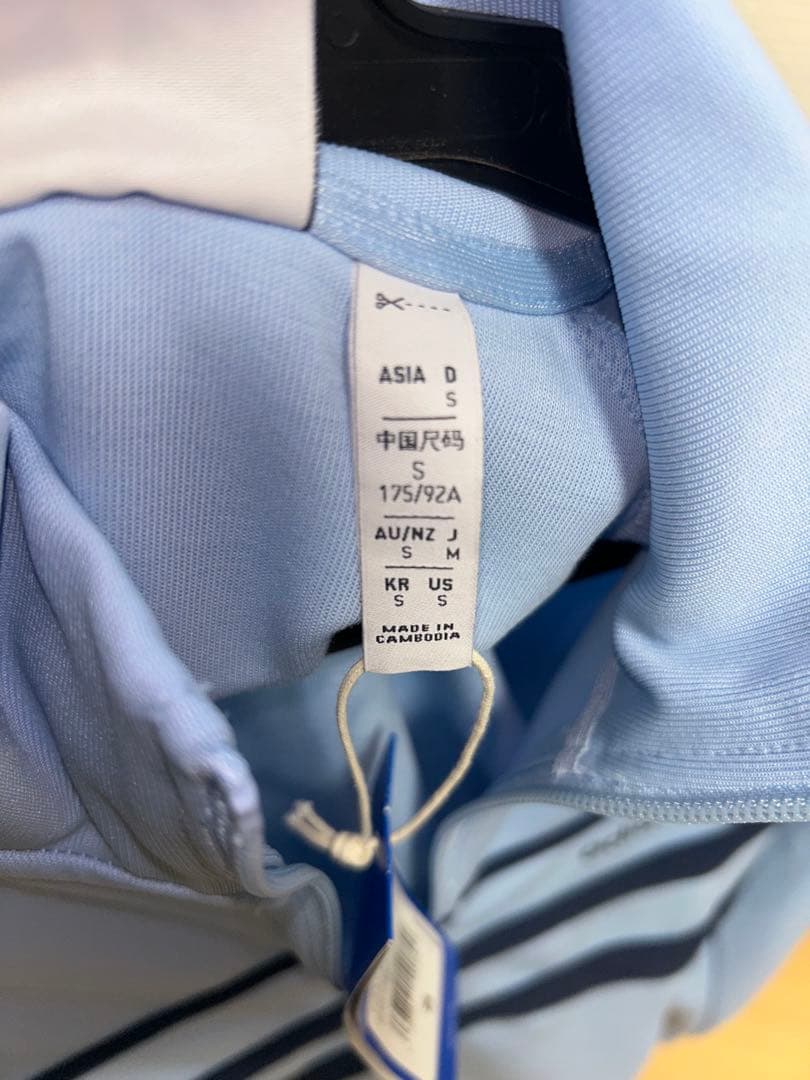 ASIA D
S
中国尺码
S
175/92A
AU/NZ J
S M
KR US
S S
MADE IN
CAMBODIA